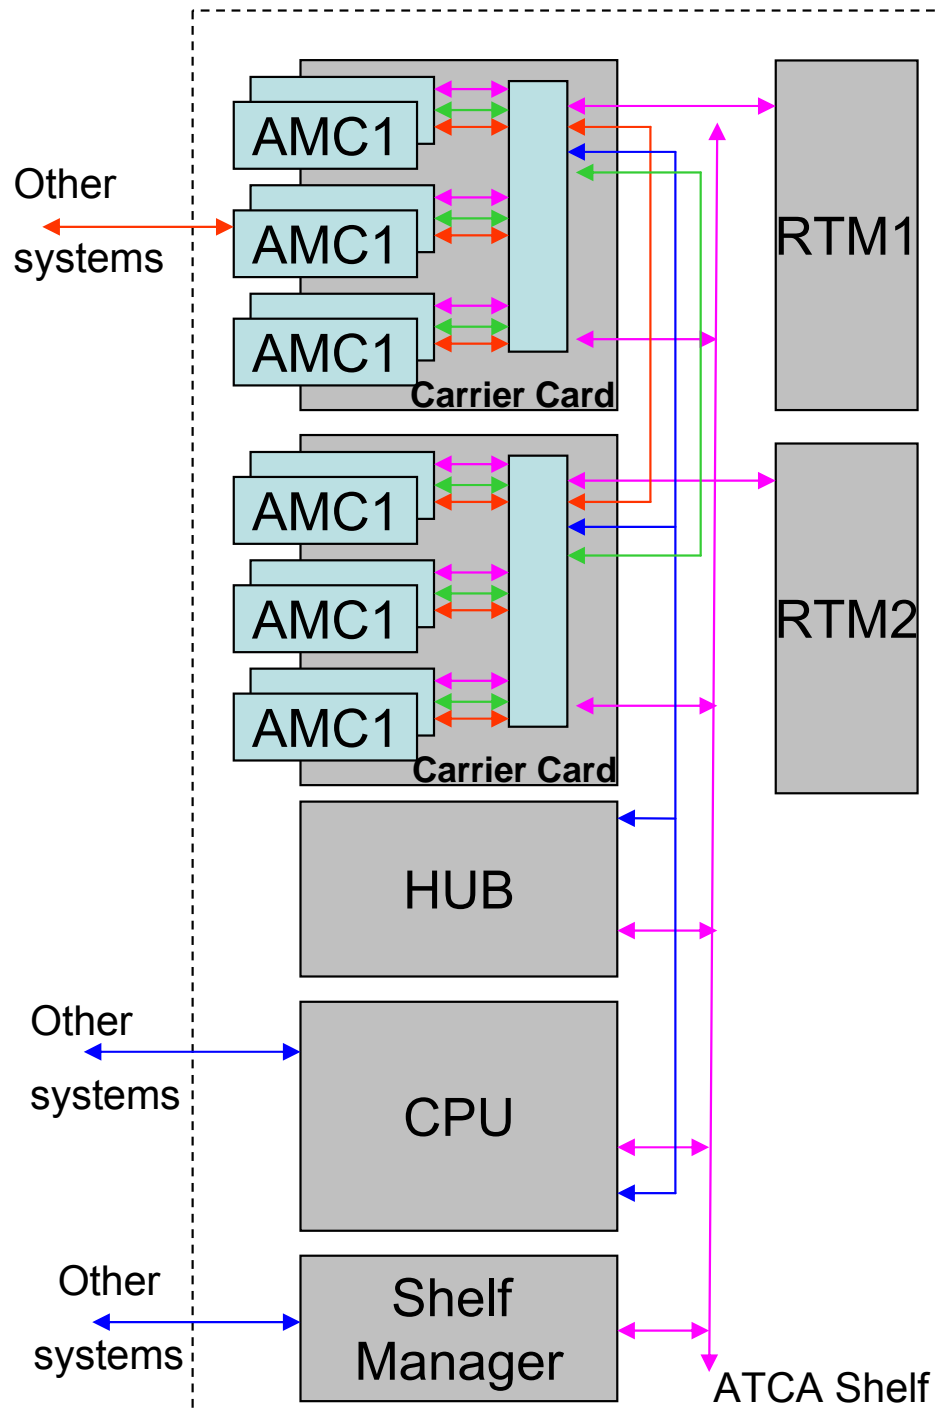 Other
systems
AMC1
AMC1
AMC1
Carrier Card
RTM1
AMC1
AMC1
AMC1
Carrier Card
RTM2
HUB
Other
systems
CPU
Other
systems
Shelf
Manager
ATCA Shelf